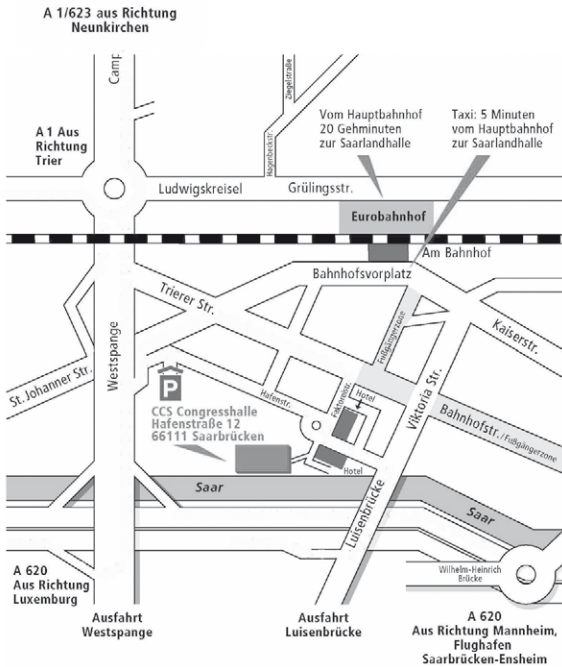 A 1/623 aus Richtung
Neunkirchen
Camp
Ziegelstraße
A 1 Aus
Richtung
Trier
Vom Hauptbahnhof
20 Gehminuten
zur Saarlandhalle
Taxi: 5 Minuten
vom Hauptbahnhof
zur Saarlandhalle
Hagenbeckstr.
Ludwigskreisel
Grülingsstr.
Eurobahnhof
Am Bahnhof
Bahnhofsvorplatz
Trierer Str.
Fußgängerzone
Kaiserstr.
Westspange
St. Johanner Str.
P
Hafenstr.
Faktoreistr.
Hotel
Viktoria Str.
Bahnhofstr./Fußgängerzone
CCS Congresshalle
Hafenstraße 12
66111 Saarbrücken
Hotel
Saar
Luisenbrücke
Saar
A 620
Aus Richtung
Luxemburg
Wilhelm-Heinrich
Brücke
Ausfahrt
Westspange
Ausfahrt
Luisenbrücke
A 620
Aus Richtung Mannheim,
Flughafen
Saarbrücken-Ensheim